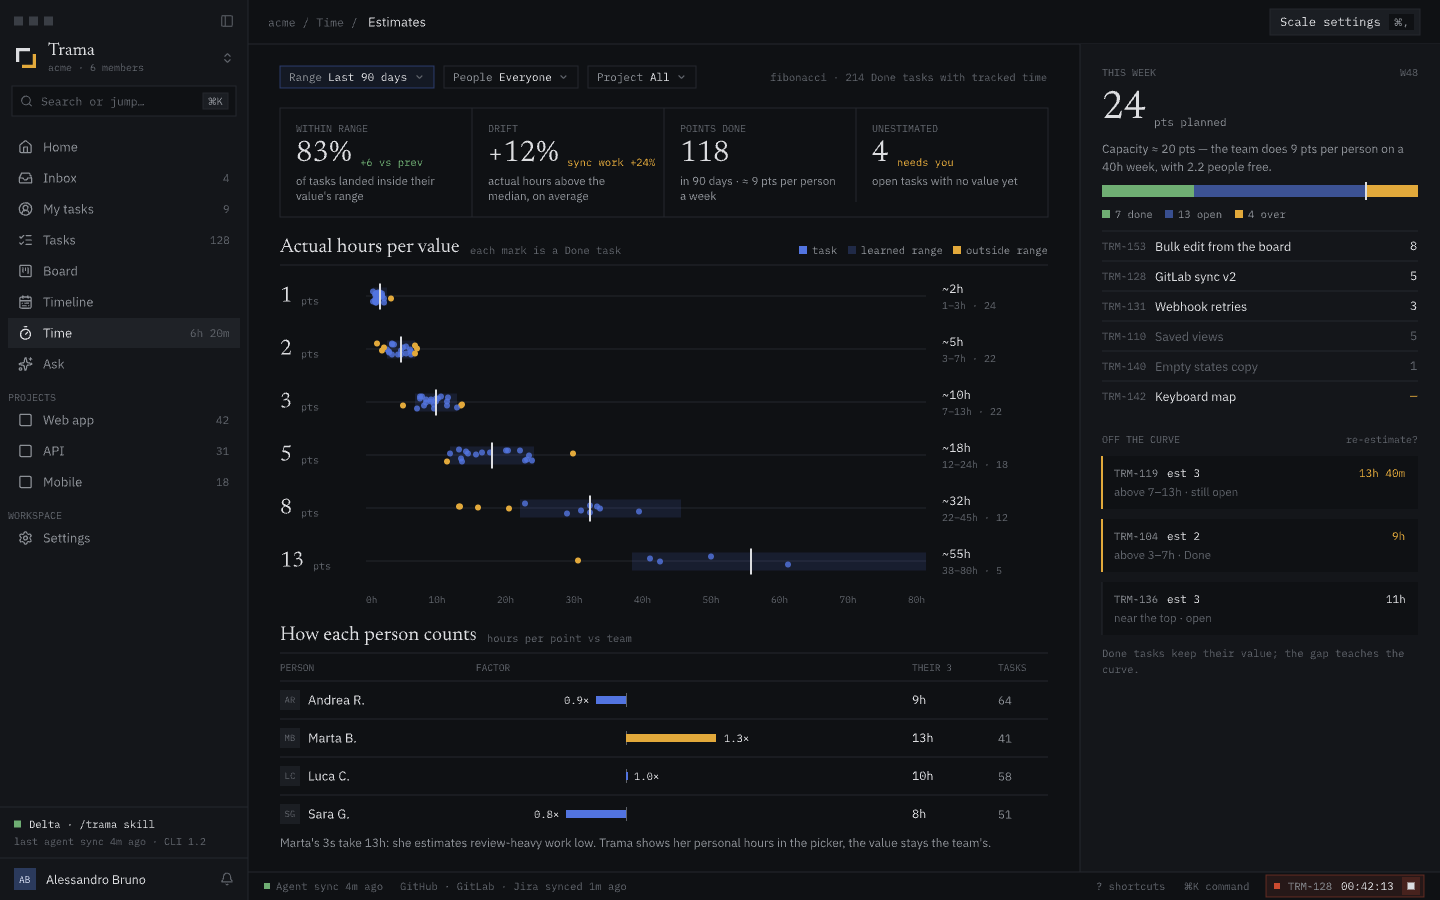 Trama
acme · 6 members
Search or jump… ⌘K
Home
Inbox 4
My tasks 9
Tasks 128
Board
Timeline
Time 6h 20m
Ask
PROJECTS
Web app 42
API 31
Mobile 18
WORKSPACE
Settings
Delta · /trama skill
last agent sync 4m ago · CLI 1.2
AB Alessandro Bruno
acme / Time / Estimates
Scale settings ⌘,
Range Last 90 days
People Everyone
Project All
fibonacci · 214 Done tasks with tracked time
WITHIN RANGE
83% +6 vs prev
of tasks landed inside their
value's range
DRIFT
+12% sync work +24%
actual hours above the
median, on average
POINTS DONE
118
in 90 days · ≈ 9 pts per person
a week
UNESTIMATED
4 needs you
open tasks with no value yet
Actual hours per value each mark is a Done task
task learned range outside range
1 pts ~2h
1–3h · 24
2 pts ~5h
3–7h · 22
3 pts ~10h
7–13h · 22
5 pts ~18h
12–24h · 18
8 pts ~32h
22–45h · 12
13 pts ~55h
38–80h · 5
0h 10h 20h 30h 40h 50h 60h 70h 80h
How each person counts hours per point vs team
PERSON FACTOR THEIR 3 TASKS
AR Andrea R. 0.9× 9h 64
MB Marta B. 1.3× 13h 41
LC Luca C. 1.0× 10h 58
SG Sara G. 0.8× 8h 51
Marta's 3s take 13h: she estimates review-heavy work low. Trama shows her personal hours in the picker, the value stays the team's.
THIS WEEK W48
24 pts planned
Capacity ≈ 20 pts — the team does 9 pts per person on a
40h week, with 2.2 people free.
7 done 13 open 4 over
TRM-153 Bulk edit from the board 8
TRM-128 GitLab sync v2 5
TRM-131 Webhook retries 3
TRM-110 Saved views 5
TRM-140 Empty states copy 1
TRM-142 Keyboard map –
OFF THE CURVE re-estimate?
TRM-119 est 3 13h 40m
above 7–13h · still open
TRM-104 est 2 9h
above 3–7h · Done
TRM-136 est 3 11h
near the top · open
Done tasks keep their value; the gap teaches the
curve.
Agent sync 4m ago GitHub · GitLab · Jira synced 1m ago
? shortcuts ⌘K command TRM-128 00:42:13